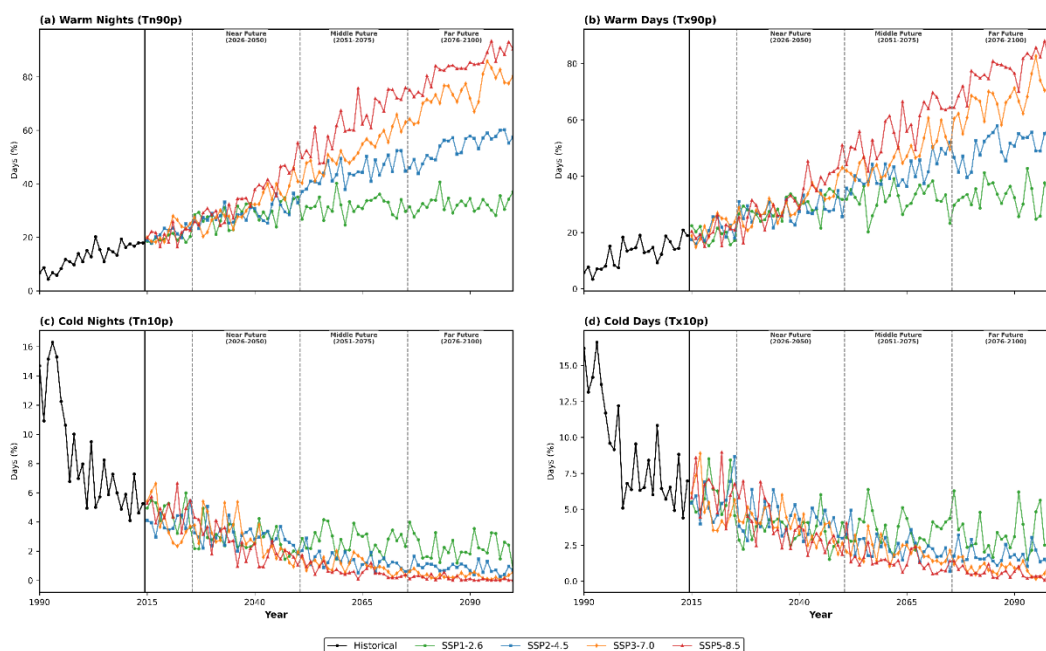 (a) Warm Nights (Tn90p)
Near Future
(2026-2050)
Middle Future
(2051-2075)
Far Future
(2076-2100)
Days (%)
80
60
40
20
0
(b) Warm Days (Tx90p)
Near Future
(2026-2050)
Middle Future
(2051-2075)
Far Future
(2076-2100)
Days (%)
80
60
40
20
0
(c) Cold Nights (Tn10p)
Near Future
(2026-2050)
Middle Future
(2051-2075)
Far Future
(2076-2100)
Days (%)
16
14
12
10
8
6
4
2
0
1990
2015
2040
2065
2090
Year
(d) Cold Days (Tx10p)
Near Future
(2026-2050)
Middle Future
(2051-2075)
Far Future
(2076-2100)
Days (%)
15.0
12.5
10.0
7.5
5.0
2.5
0.0
1990
2015
2040
2065
2090
Year
Historical
SSP1-2.6
SSP2-4.5
SSP3-7.0
SSP5-8.5